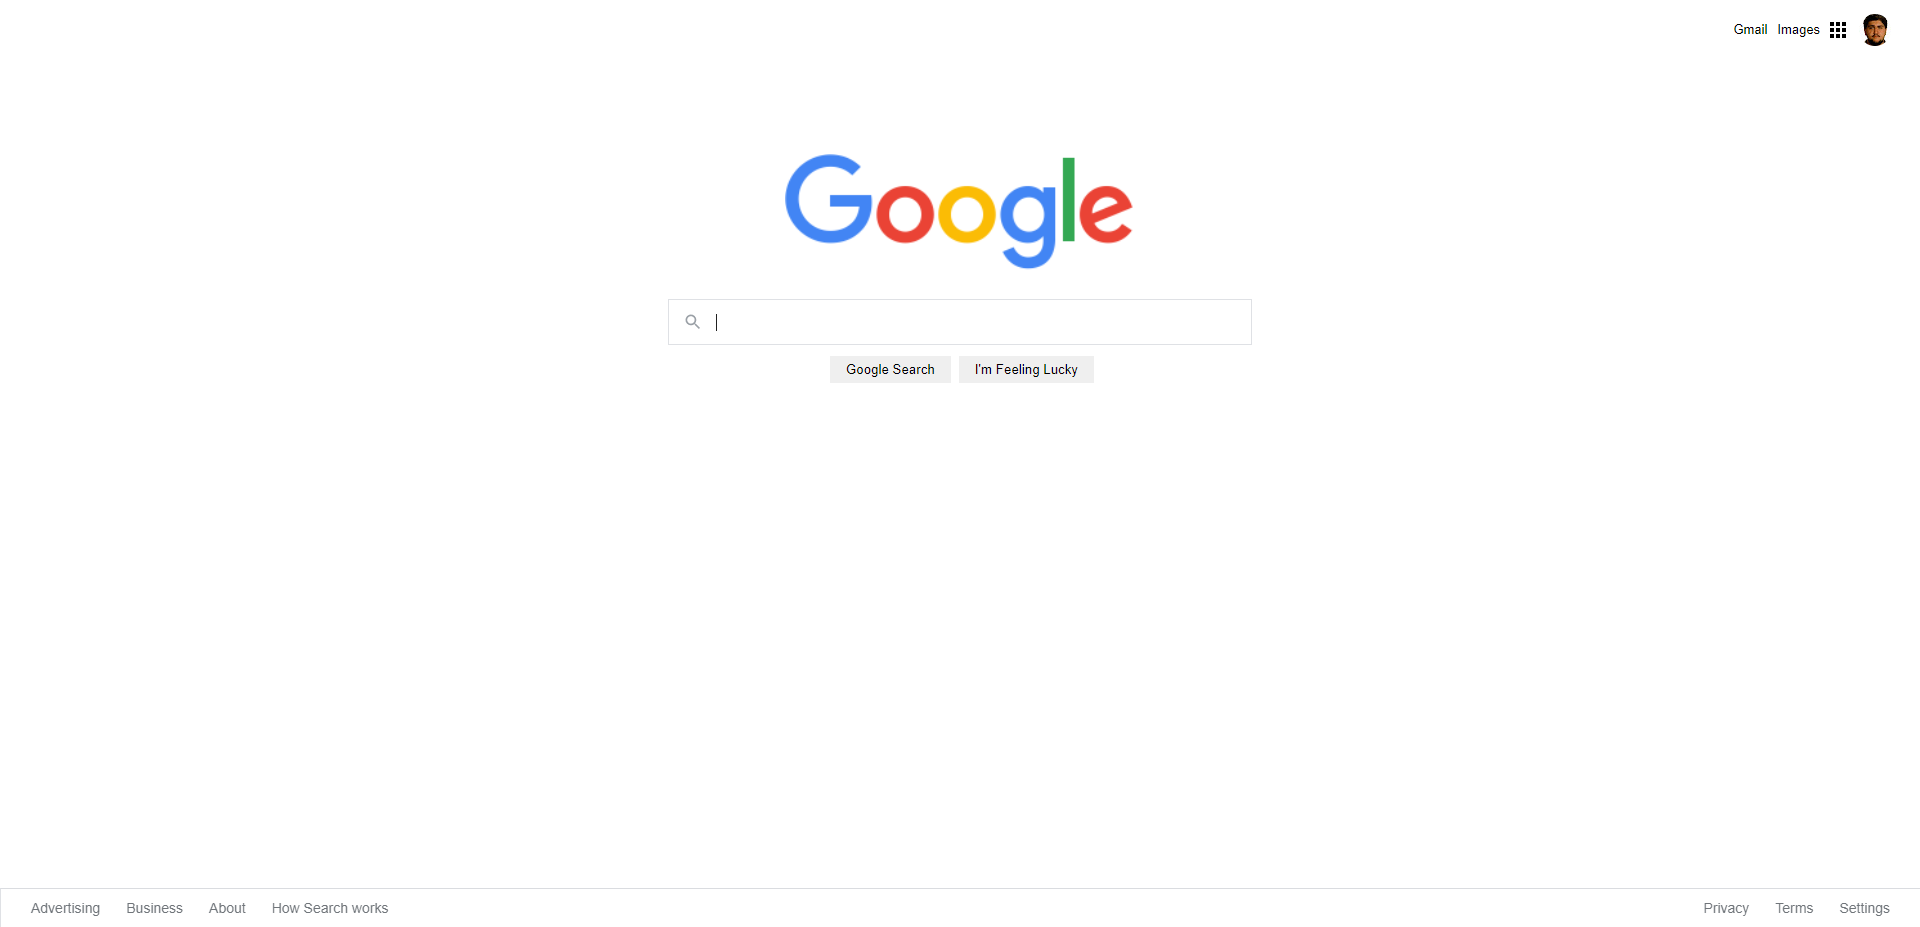 Gmail Images
Google
Google Search I'm Feeling Lucky
Advertising Business About How Search works Privacy Terms Settings